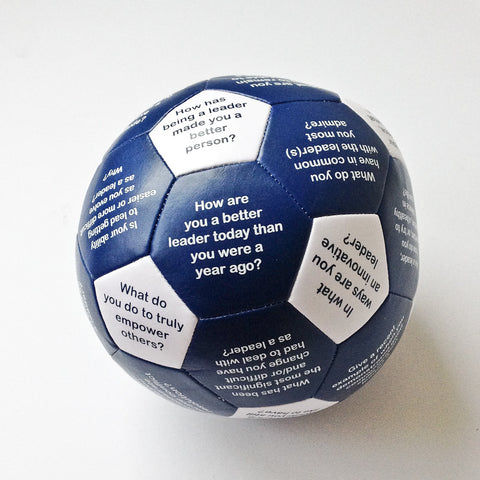 How has
being a leader
made you a
better
person?
What do you
have in common
with the leader(s)
you most
admire?
How are
you a better
leader today than
you were a
year ago?
Is your ability
to lead getting
easier or more difficult
as you evolve
as a leader?
Why?
In what
ways are you
an innovative
leader?
What do
you do to truly
empower
others?
What has been
the most significant
and/or difficult
change you have
had to deal with
as a leader?